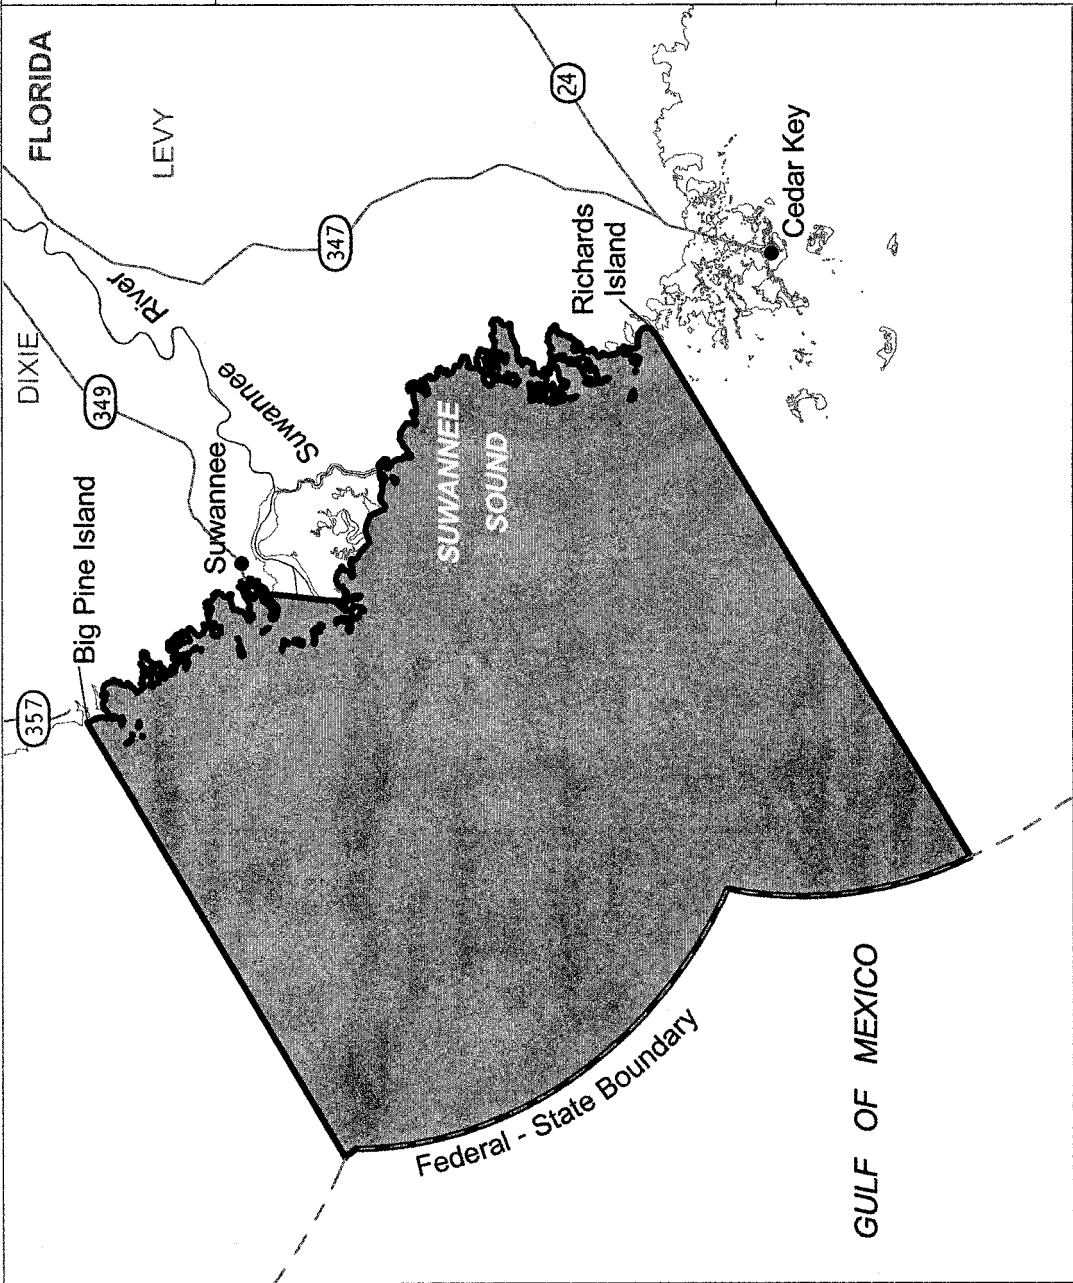 FLORIDA
LEVY
DIXIE
24
347
349
357
River
Suwannee
Suwannee
Big Pine Island
Richards
Island
Cedar Key
SUWANNEE
SOUND
Federal - State Boundary
GULF OF MEXICO